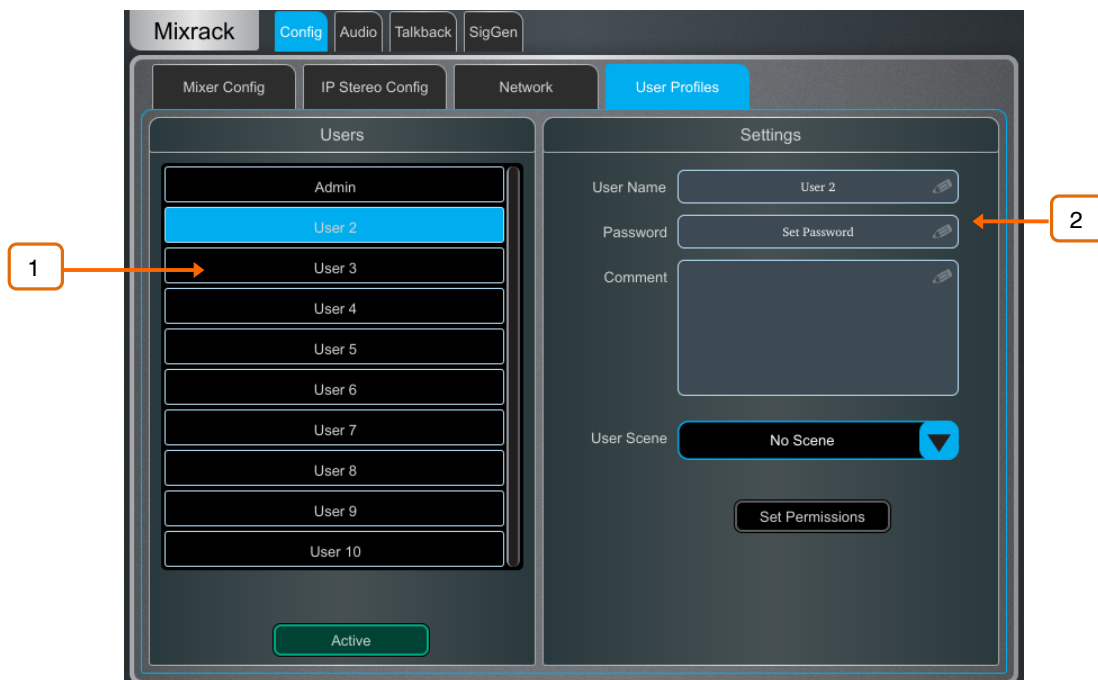 Mixrack
Config Audio Talkback SigGen
Mixer Config IP Stereo Config Network User Profiles
Users
Admin
User 2
User 3
User 4
User 5
User 6
User 7
User 8
User 9
User 10
Active
Settings
User Name User 2
Password Set Password
Comment
User Scene No Scene
Set Permissions
1
2